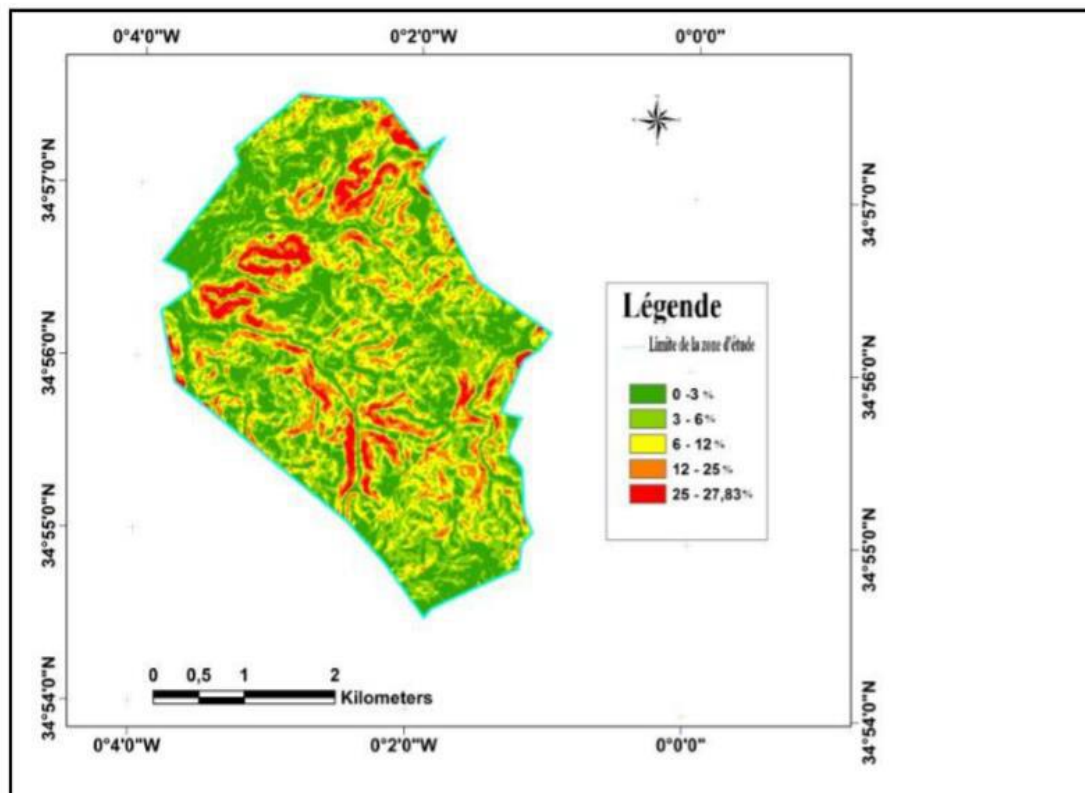 0°4'0"W 0°2'0"W 0°0'0"
34°57'0"N
34°56'0"N
34°55'0"N
34°54'0"N
Légende
Limite de la zone d'étude
0 -3 %
3 - 6%
6 - 12%
12 - 25%
25 - 27,83%
34°57'0"N
34°56'0"N
34°55'0"N
34°54'0"N
0 0,5 1 2
Kilometers
0°4'0"W 0°2'0"W 0°0'0"